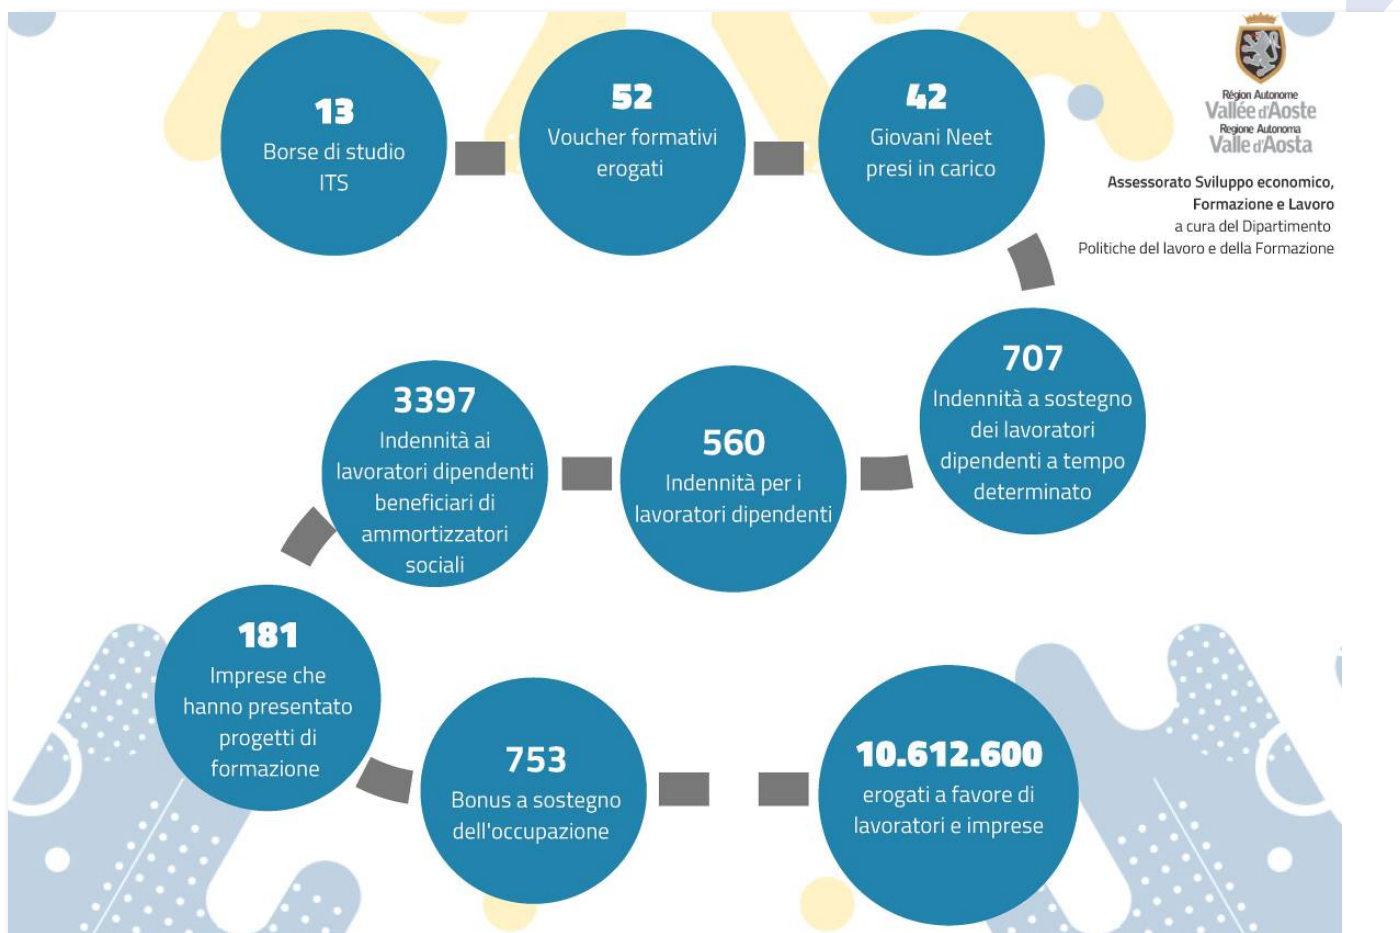 13
Borse di studio
ITS
52
Voucher formativi
erogati
42
Giovani Neet
presi in carico
Région Autonome
Vallée d'Aoste
Regione Autonoma
Valle d'Aosta
Assessorato Sviluppo economico,
Formazione e Lavoro
a cura del Dipartimento
Politiche del lavoro e della Formazione
707
Indennità a sostegno
dei lavoratori
dipendenti a tempo
determinato
560
Indennità per i
lavoratori dipendenti
3397
Indennità ai
lavoratori dipendenti
beneficiari di
ammortizzatori
sociali
181
Imprese che
hanno presentato
progetti di
formazione
753
Bonus a sostegno
dell'occupazione
10.612.600
erogati a favore di
lavoratori e imprese